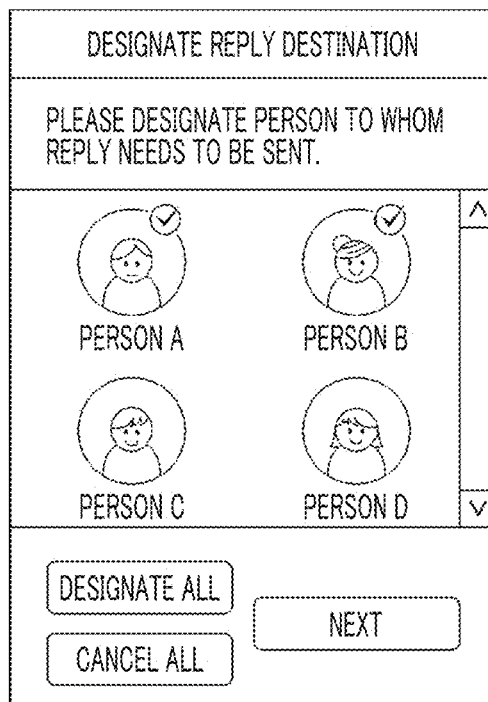 DESIGNATE REPLY DESTINATION
PLEASE DESIGNATE PERSON TO WHOM
REPLY NEEDS TO BE SENT.
PERSON A
PERSON B
PERSON C
PERSON D
DESIGNATE ALL
NEXT
CANCEL ALL